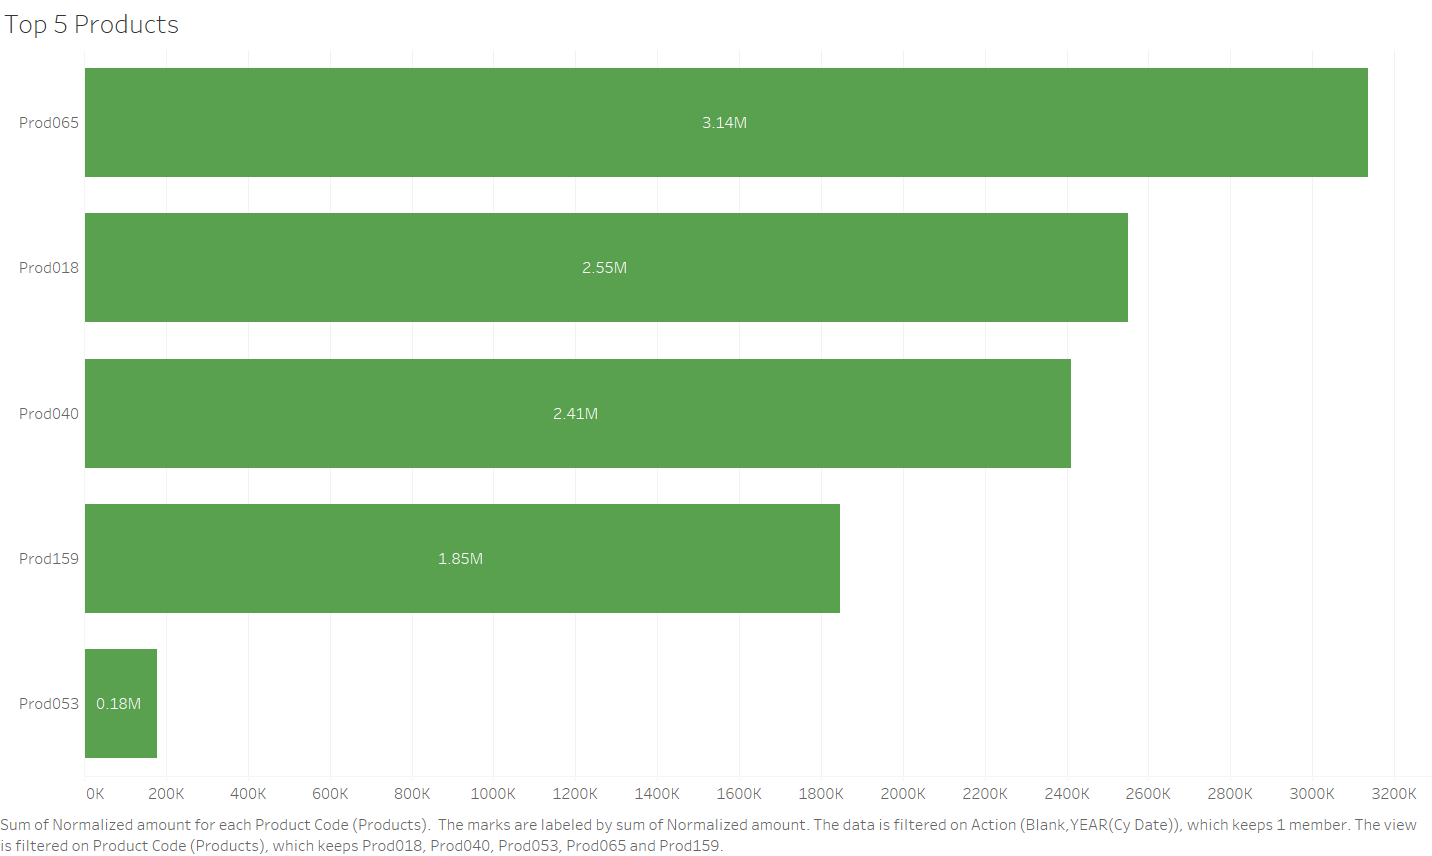 Top 5 Products
Prod065
3.14M
Prod018
2.55M
Prod040
2.41M
Prod159
1.85M
Prod053
0.18M
0K 200K 400K 600K 800K 1000K 1200K 1400K 1600K 1800K 2000K 2200K 2400K 2600K 2800K 3000K 3200K
Sum of Normalized amount for each Product Code (Products).  The marks are labeled by sum of Normalized amount. The data is filtered on Action (Blank,YEAR(Cy Date)), which keeps 1 member. The view
is filtered on Product Code (Products), which keeps Prod018, Prod040, Prod053, Prod065 and Prod159.